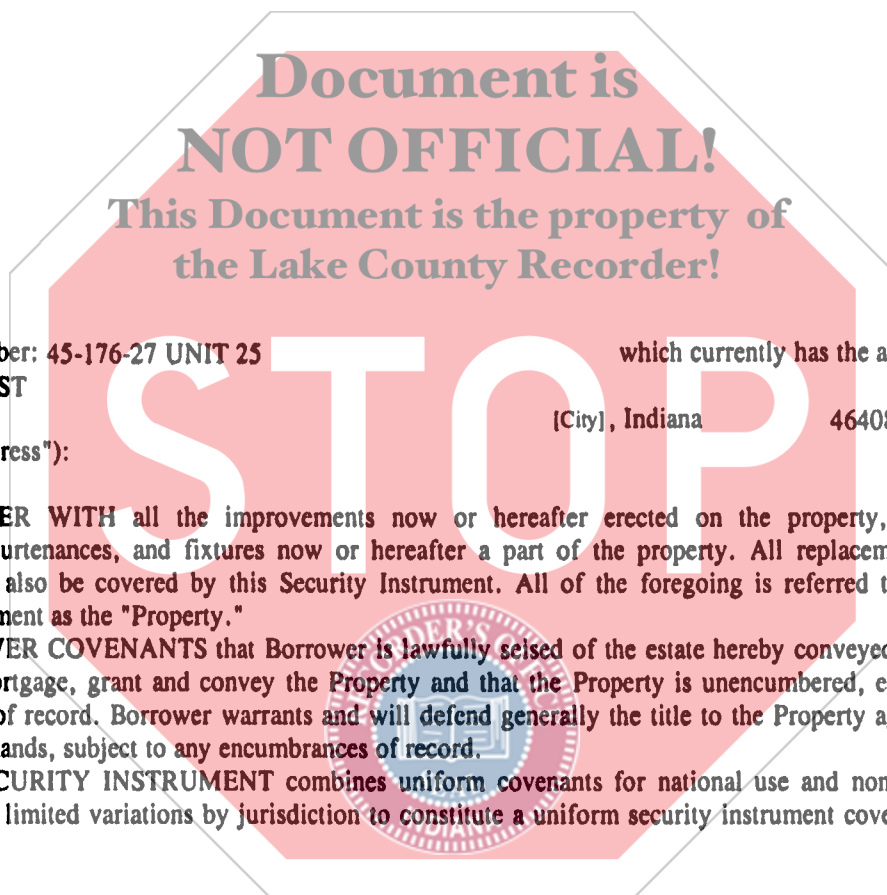 Document is
NOT OFFICIAL!
This Document is the property of
the Lake County Recorder!
ber: 45-176-27 UNIT 25 which currently has the a
ST
[City], Indiana 46408
ress"):
ER WITH all the improvements now or hereafter erected on the property,
urtenances, and fixtures now or hereafter a part of the property. All replacem
also be covered by this Security Instrument. All of the foregoing is referred t
ment as the "Property."
VER COVENANTS that Borrower is lawfully seised of the estate hereby conveyed
ortgage, grant and convey the Property and that the Property is unencumbered, e
of record. Borrower warrants and will defend generally the title to the Property a
ands, subject to any encumbrances of record.
CURITY INSTRUMENT combines uniform covenants for national use and non
limited variations by jurisdiction to constitute a uniform security instrument cove
STOP
INDIANA